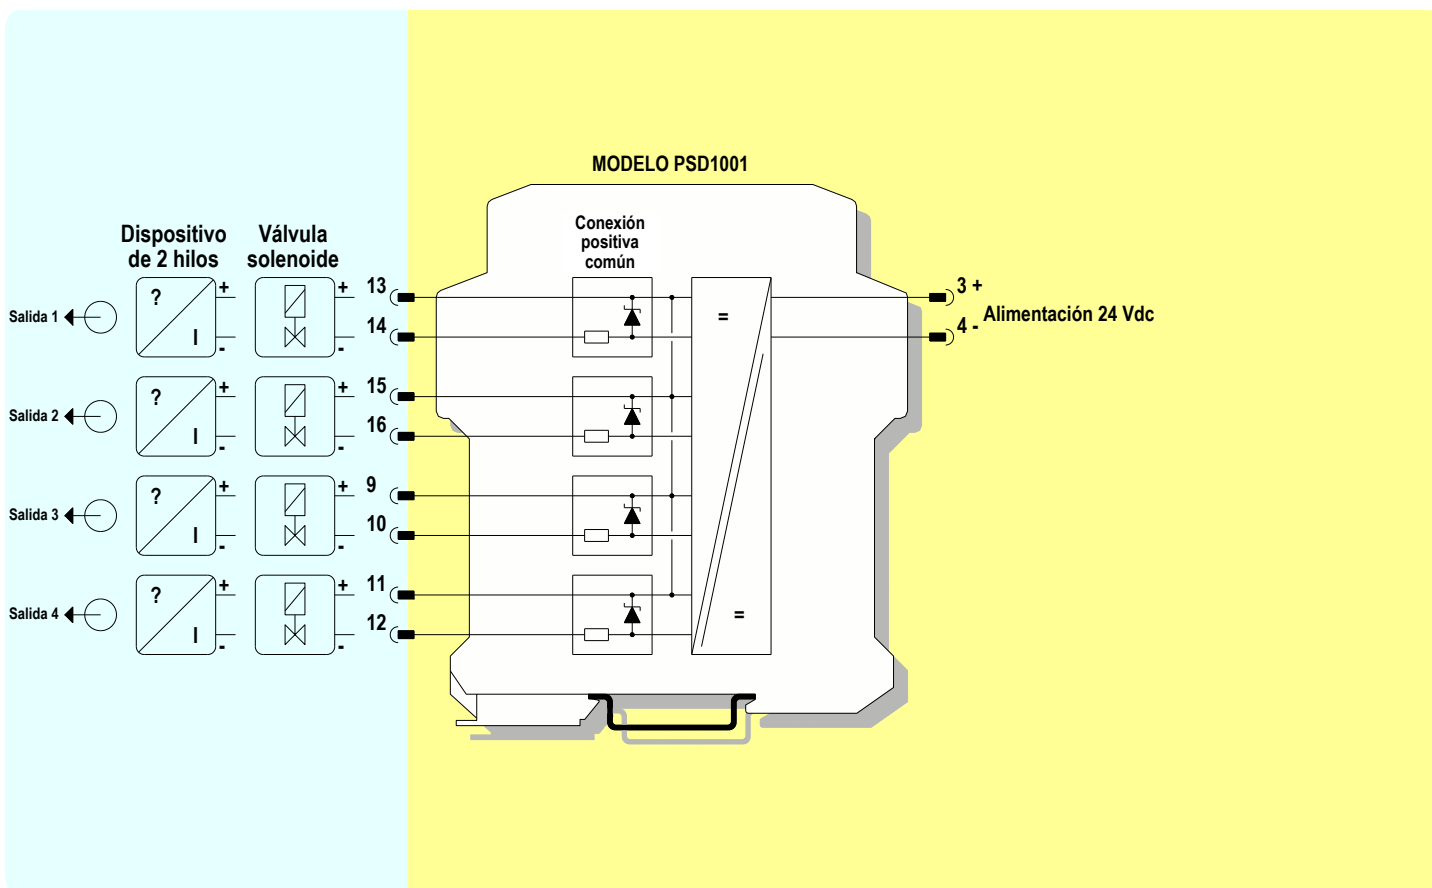 MODELO PSD1001
Conexión
positiva
común
Dispositivo
de 2 hilos
Válvula
solenoide
13
14
15
16
9
10
11
12
3 +
4 -
Alimentación 24 Vdc
Salida 1
? I + -
+ -
Salida 2
? I + -
+ -
Salida 3
? I + -
+ -
Salida 4
? I + -
+ -
=
=